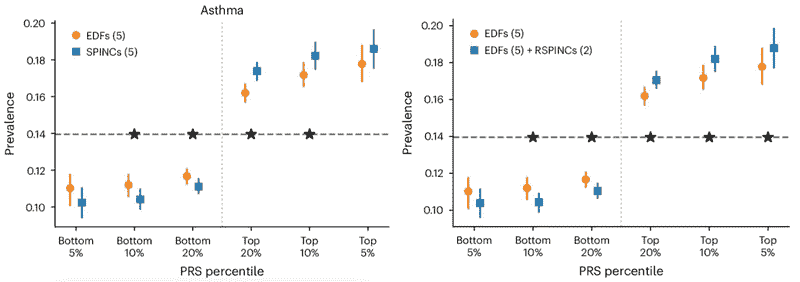 Asthma
EDFs (5)
SPINCs (5)
Prevalence
0.20
0.18
0.16
0.14
0.12
0.10
Bottom 5%
Bottom 10%
Bottom 20%
Top 20%
Top 10%
Top 5%
PRS percentile
EDFs (5)
EDFs (5) + RSPINCs (2)
Prevalence
0.20
0.18
0.16
0.14
0.12
0.10
Bottom 5%
Bottom 10%
Bottom 20%
Top 20%
Top 10%
Top 5%
PRS percentile